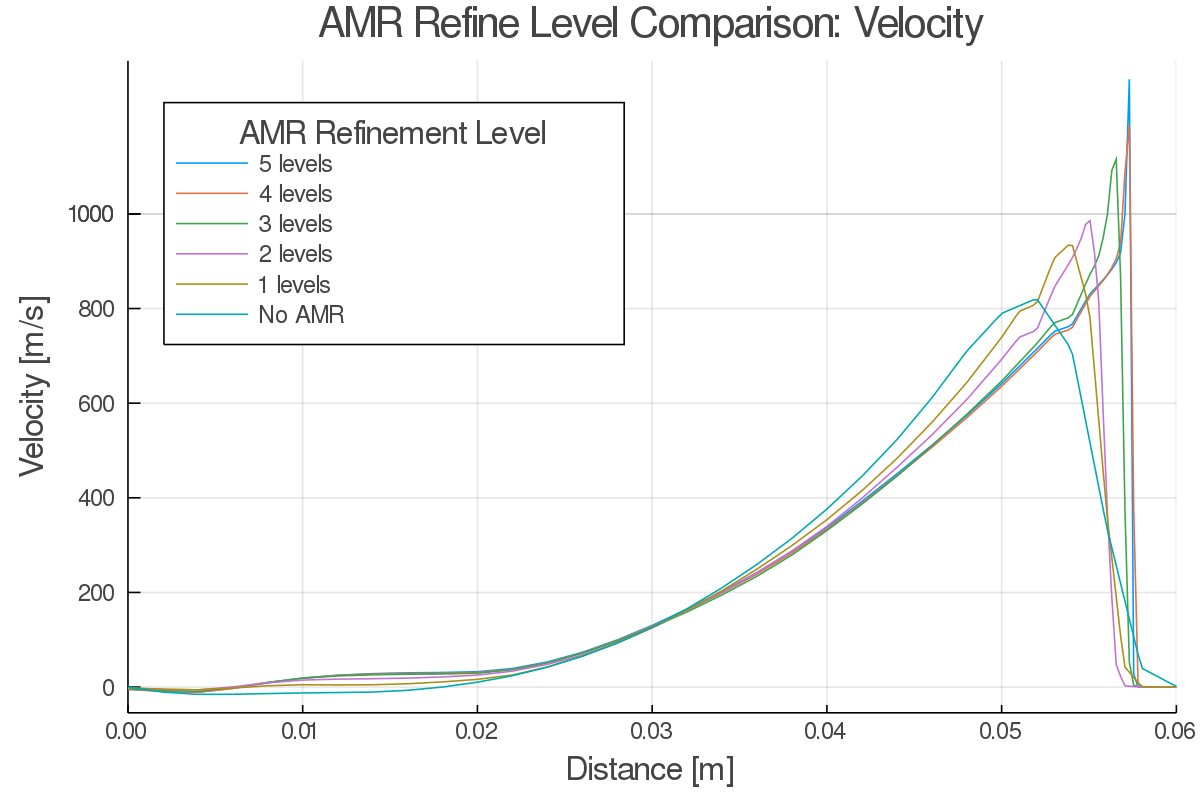 AMR Refine Level Comparison: Velocity
AMR Refinement Level
5 levels
4 levels
3 levels
2 levels
1 levels
No AMR
Velocity [m/s]
1000
800
600
400
200
0
0.00
0.01
0.02
0.03
0.04
0.05
0.06
Distance [m]